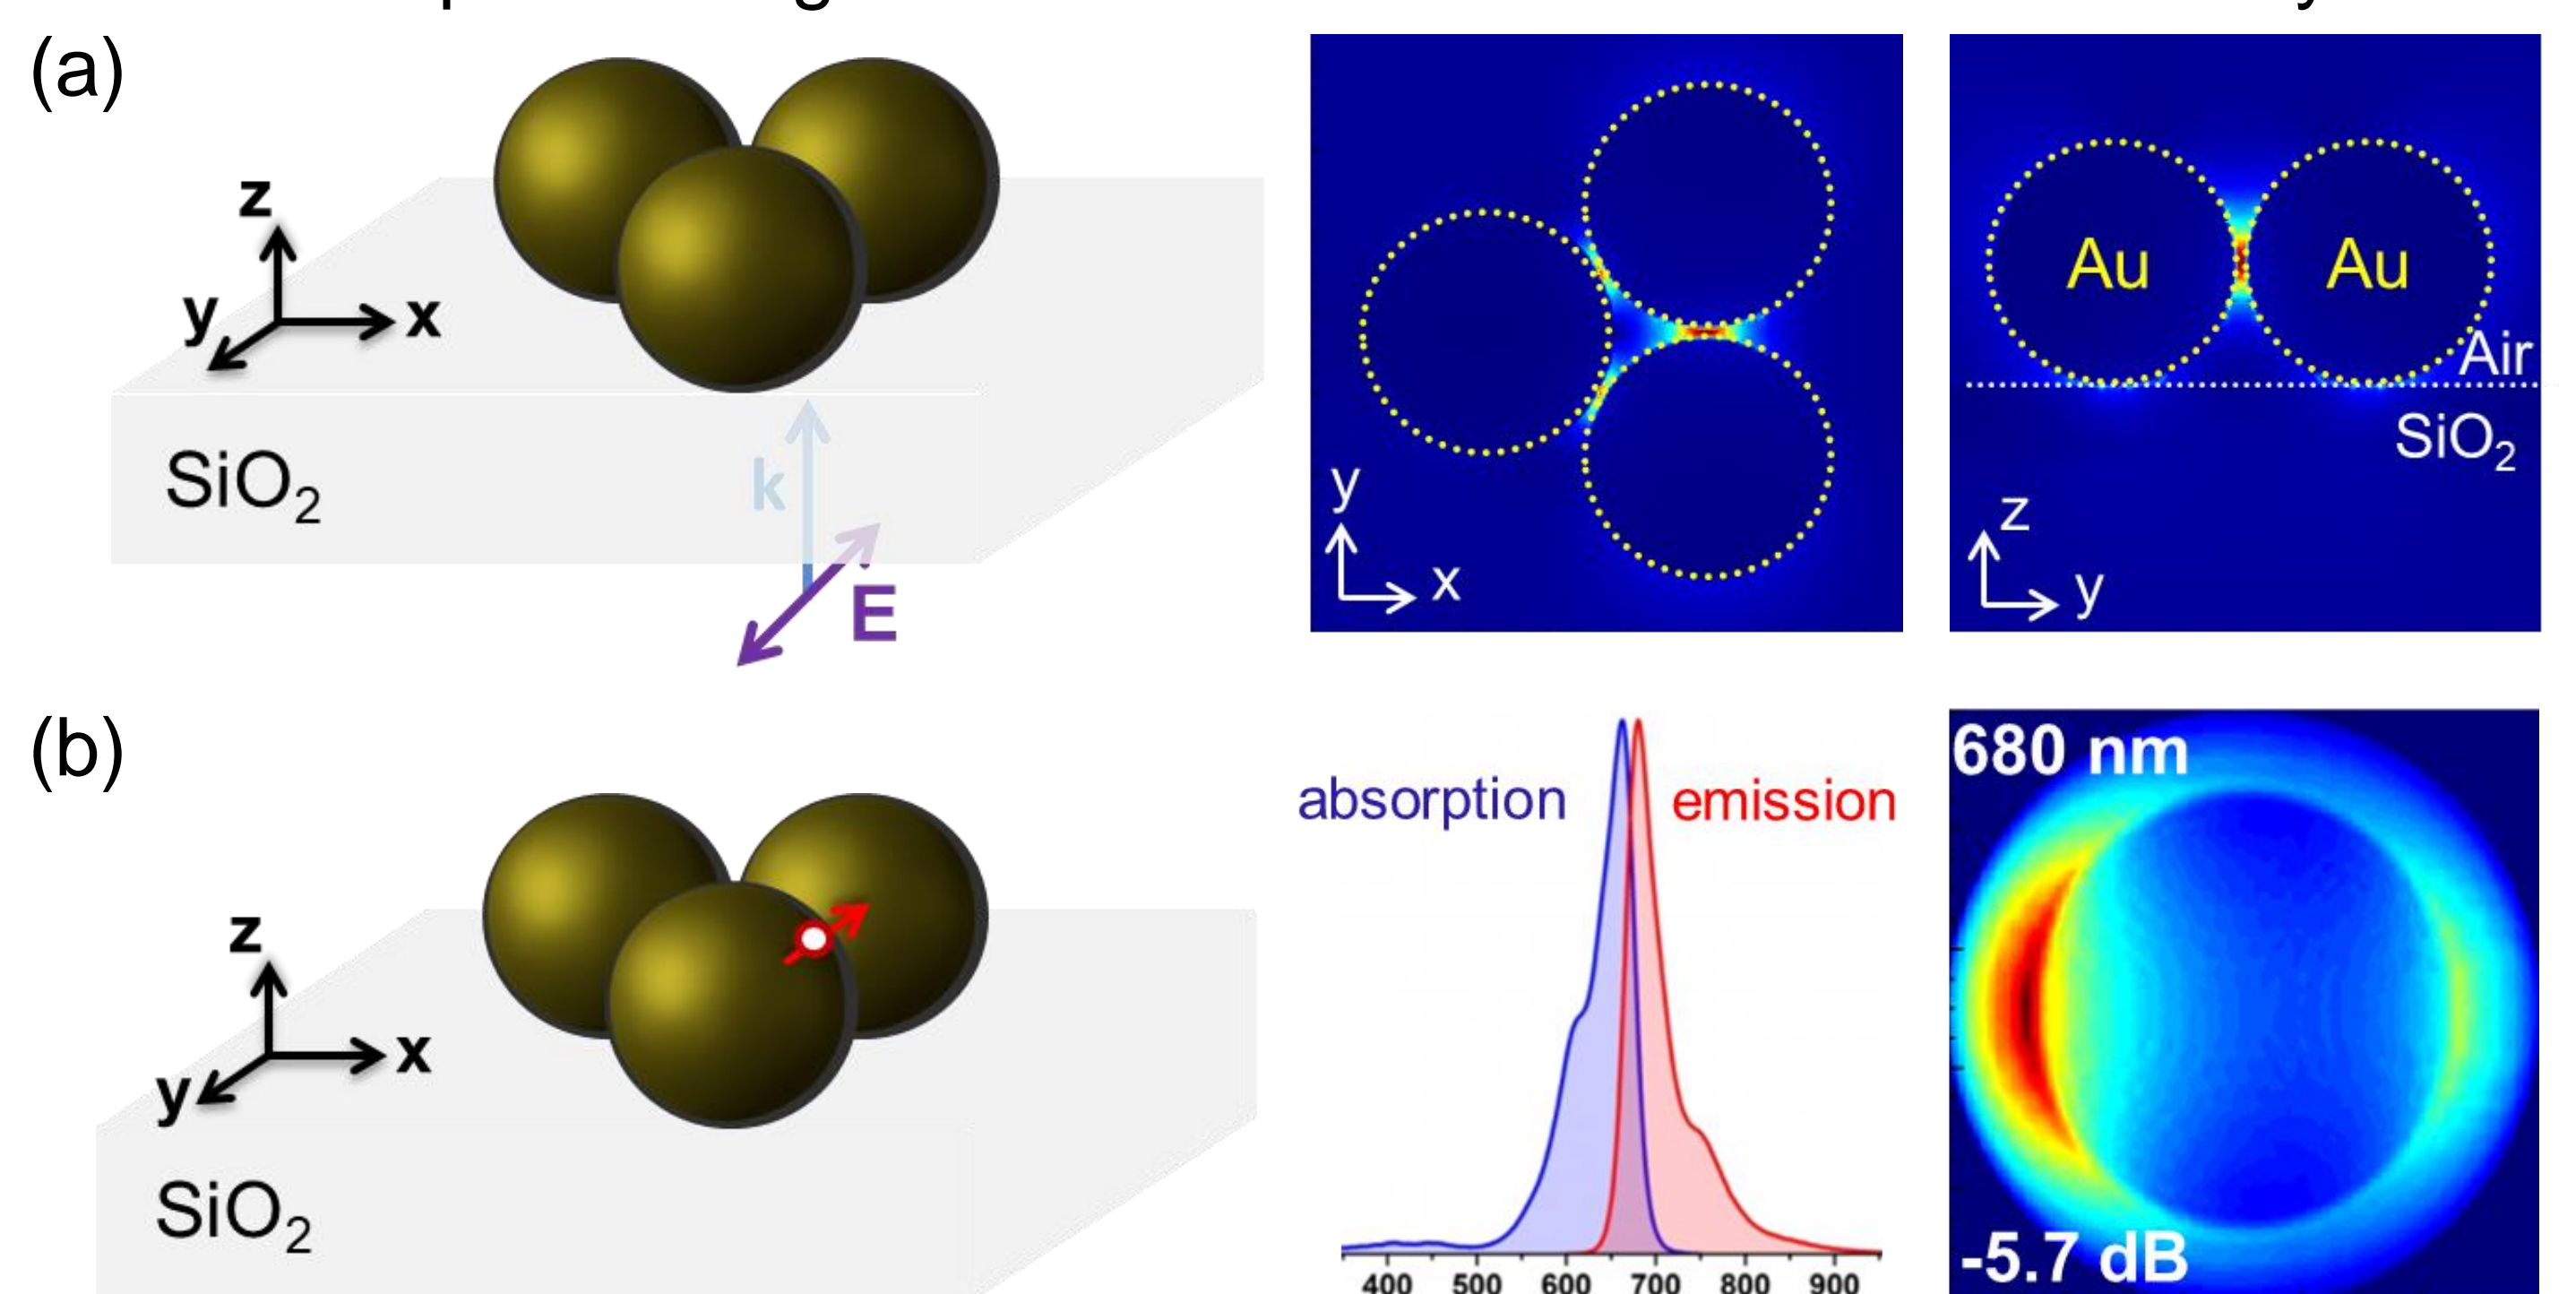 (a)
z
y
x
SiO2
k
E
y
x
Au
Au
Air
SiO2
z
y
(b)
z
y
x
SiO2
absorption
emission
400 500 600 700 800 900
680 nm
-5.7 dB